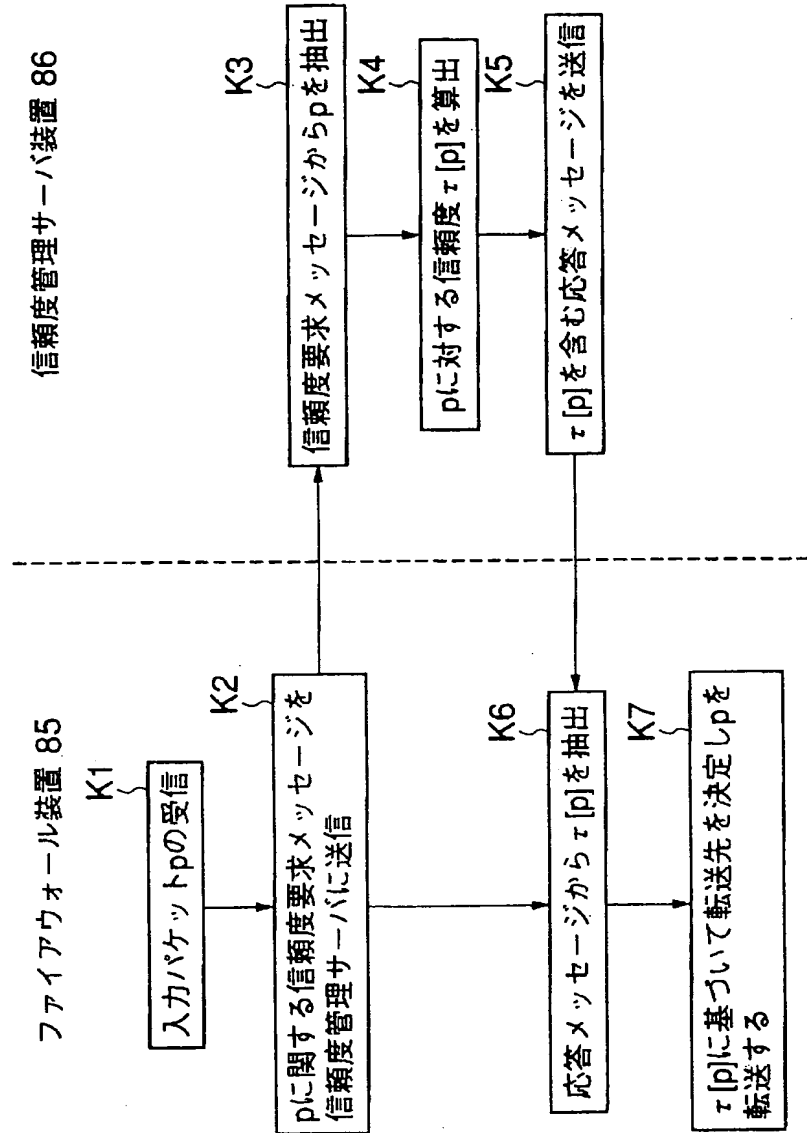 ファイアウォール装置 85
K1
入力パケットpの受信
K2
pに関する信頼度要求メッセージを
信頼度管理サーバに送信
K6
応答メッセージからτ[p]を抽出
K7
τ[p]に基づいて転送先を決定しpを
転送する
信頼度管理サーバ装置 86
K3
信頼度要求メッセージからpを抽出
K4
pに対する信頼度τ[p]を算出
K5
τ[p]を含む応答メッセージを送信